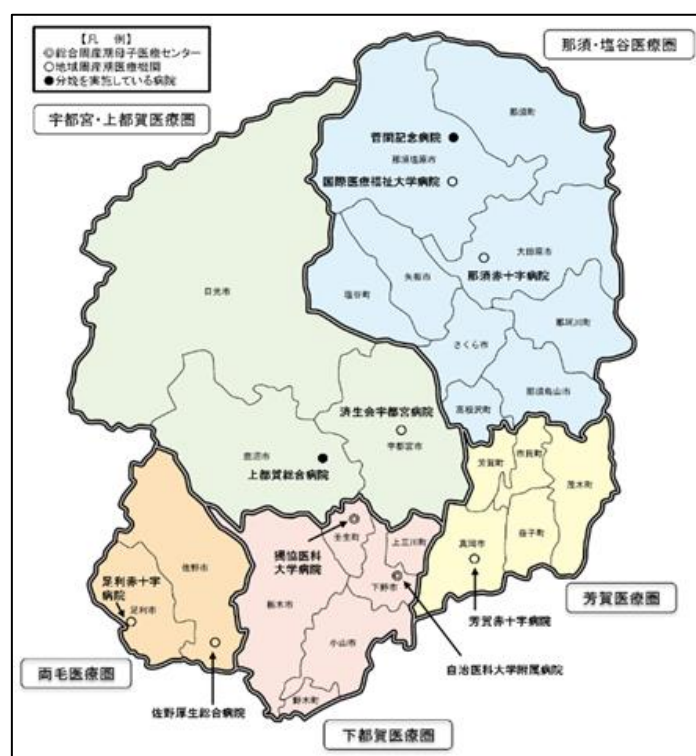 【凡　例】
◎総合周産期母子医療センター
○地域周産期医療機関
●分娩を実施している病院
那須・塩谷医療圏
宇都宮・上都賀医療圏
那須町
菅間記念病院
那須塩原市
国際医療福祉大学病院
大田原市
那須赤十字病院
日光市
塩谷町
矢板市
那珂川町
さくら市
那須烏山市
高根沢町
済生会宇都宮病院
宇都宮市
鹿沼市
上都賀総合病院
芳賀町
市貝町
茂木町
益子町
真岡市
壬生町
上三川町
獨協医科
大学病院
下野市
佐野市
足利赤十字
病院
足利市
栃木市
小山市
芳賀医療圏
芳賀赤十字病院
自治医科大学附属病院
両毛医療圏
佐野厚生総合病院
野木町
下都賀医療圏